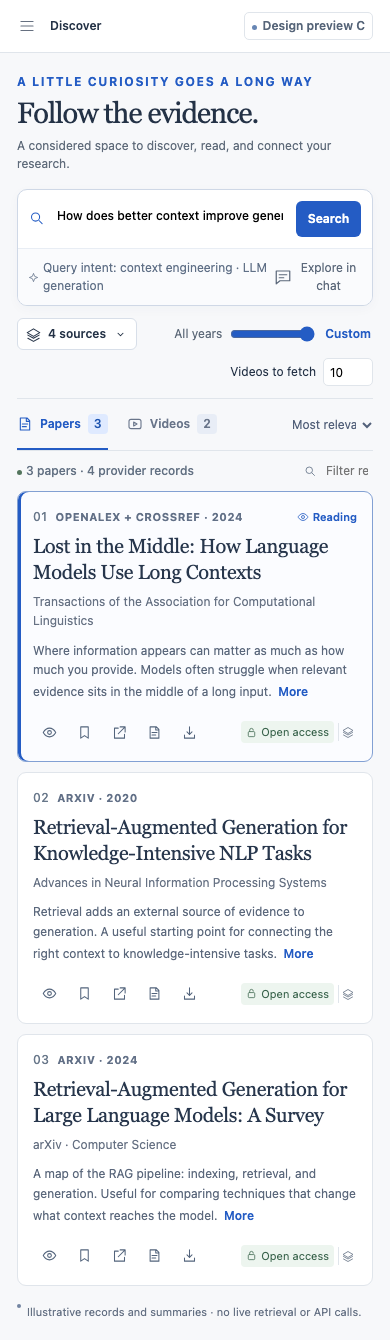 Discover
Design preview C
A LITTLE CURIOSITY GOES A LONG WAY
Follow the evidence.
A considered space to discover, read, and connect your
research.
How does better context improve gener
Search
Query intent: context engineering · LLM
generation
Explore in
chat
4 sources
All years
Custom
Videos to fetch
10
Papers 3
Videos 2
Most releva
3 papers · 4 provider records
Filter re
01 OPENALEX + CROSSREF · 2024
Reading
Lost in the Middle: How Language
Models Use Long Contexts
Transactions of the Association for Computational
Linguistics
Where information appears can matter as much as how
much you provide. Models often struggle when relevant
evidence sits in the middle of a long input. More
Open access
02 ARXIV · 2020
Retrieval-Augmented Generation for
Knowledge-Intensive NLP Tasks
Advances in Neural Information Processing Systems
Retrieval adds an external source of evidence to
generation. A useful starting point for connecting the
right context to knowledge-intensive tasks. More
Open access
03 ARXIV · 2024
Retrieval-Augmented Generation for
Large Language Models: A Survey
arXiv · Computer Science
A map of the RAG pipeline: indexing, retrieval, and
generation. Useful for comparing techniques that change
what context reaches the model. More
Open access
Illustrative records and summaries · no live retrieval or API calls.